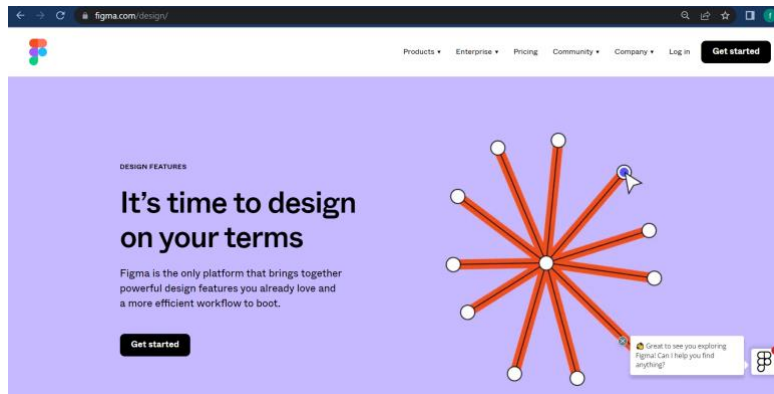 figma.com/design/
Products Enterprise Pricing Community Company Log in Get started
DESIGN FEATURES
It's time to design
on your terms
Figma is the only platform that brings together
powerful design features you already love and
a more efficient workflow to boot.
Get started
Great to see you exploring
Figma! Can I help you find
anything?